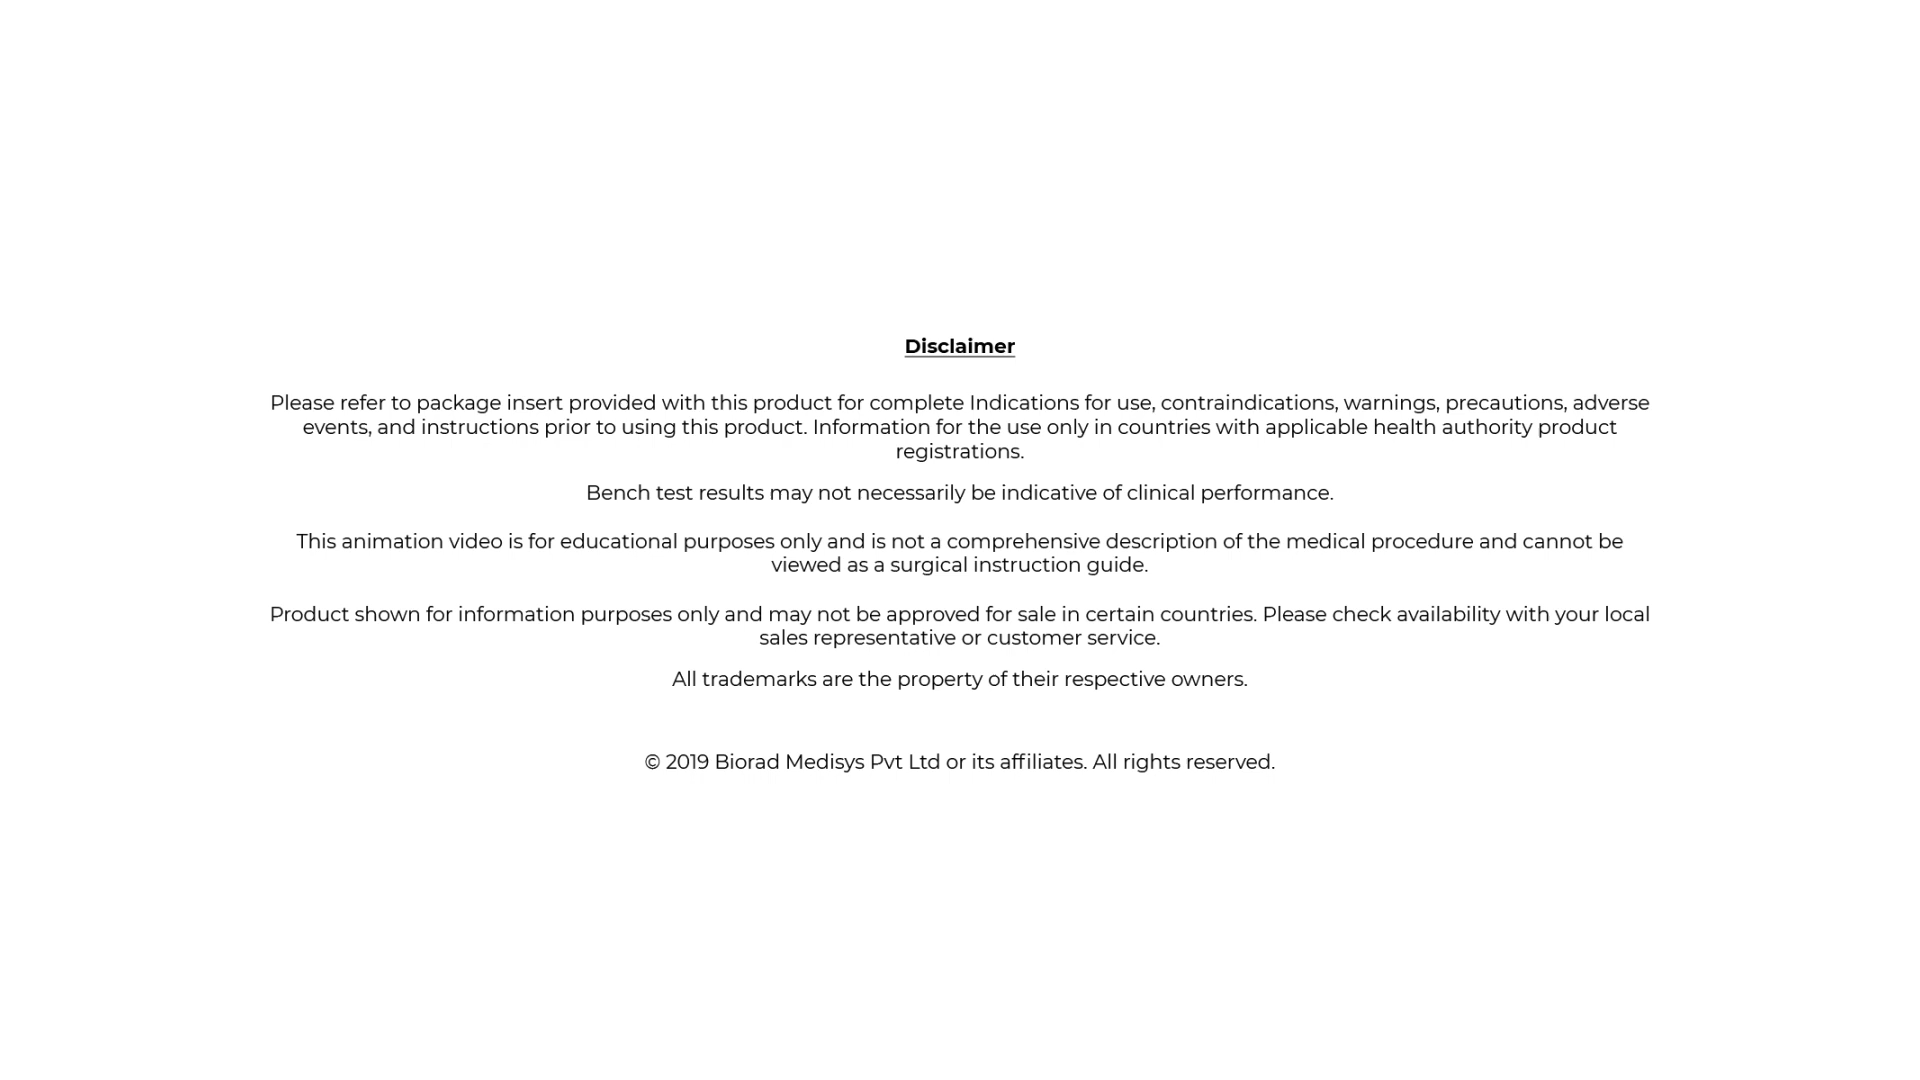 Disclaimer
Please refer to package insert provided with this product for complete Indications for use, contraindications, warnings, precautions, adverse
events, and instructions prior to using this product. Information for the use only in countries with applicable health authority product
registrations.
Bench test results may not necessarily be indicative of clinical performance.
This animation video is for educational purposes only and is not a comprehensive description of the medical procedure and cannot be
viewed as a surgical instruction guide.
Product shown for information purposes only and may not be approved for sale in certain countries. Please check availability with your local
sales representative or customer service.
All trademarks are the property of their respective owners.
© 2019 Biorad Medisys Pvt Ltd or its affiliates. All rights reserved.